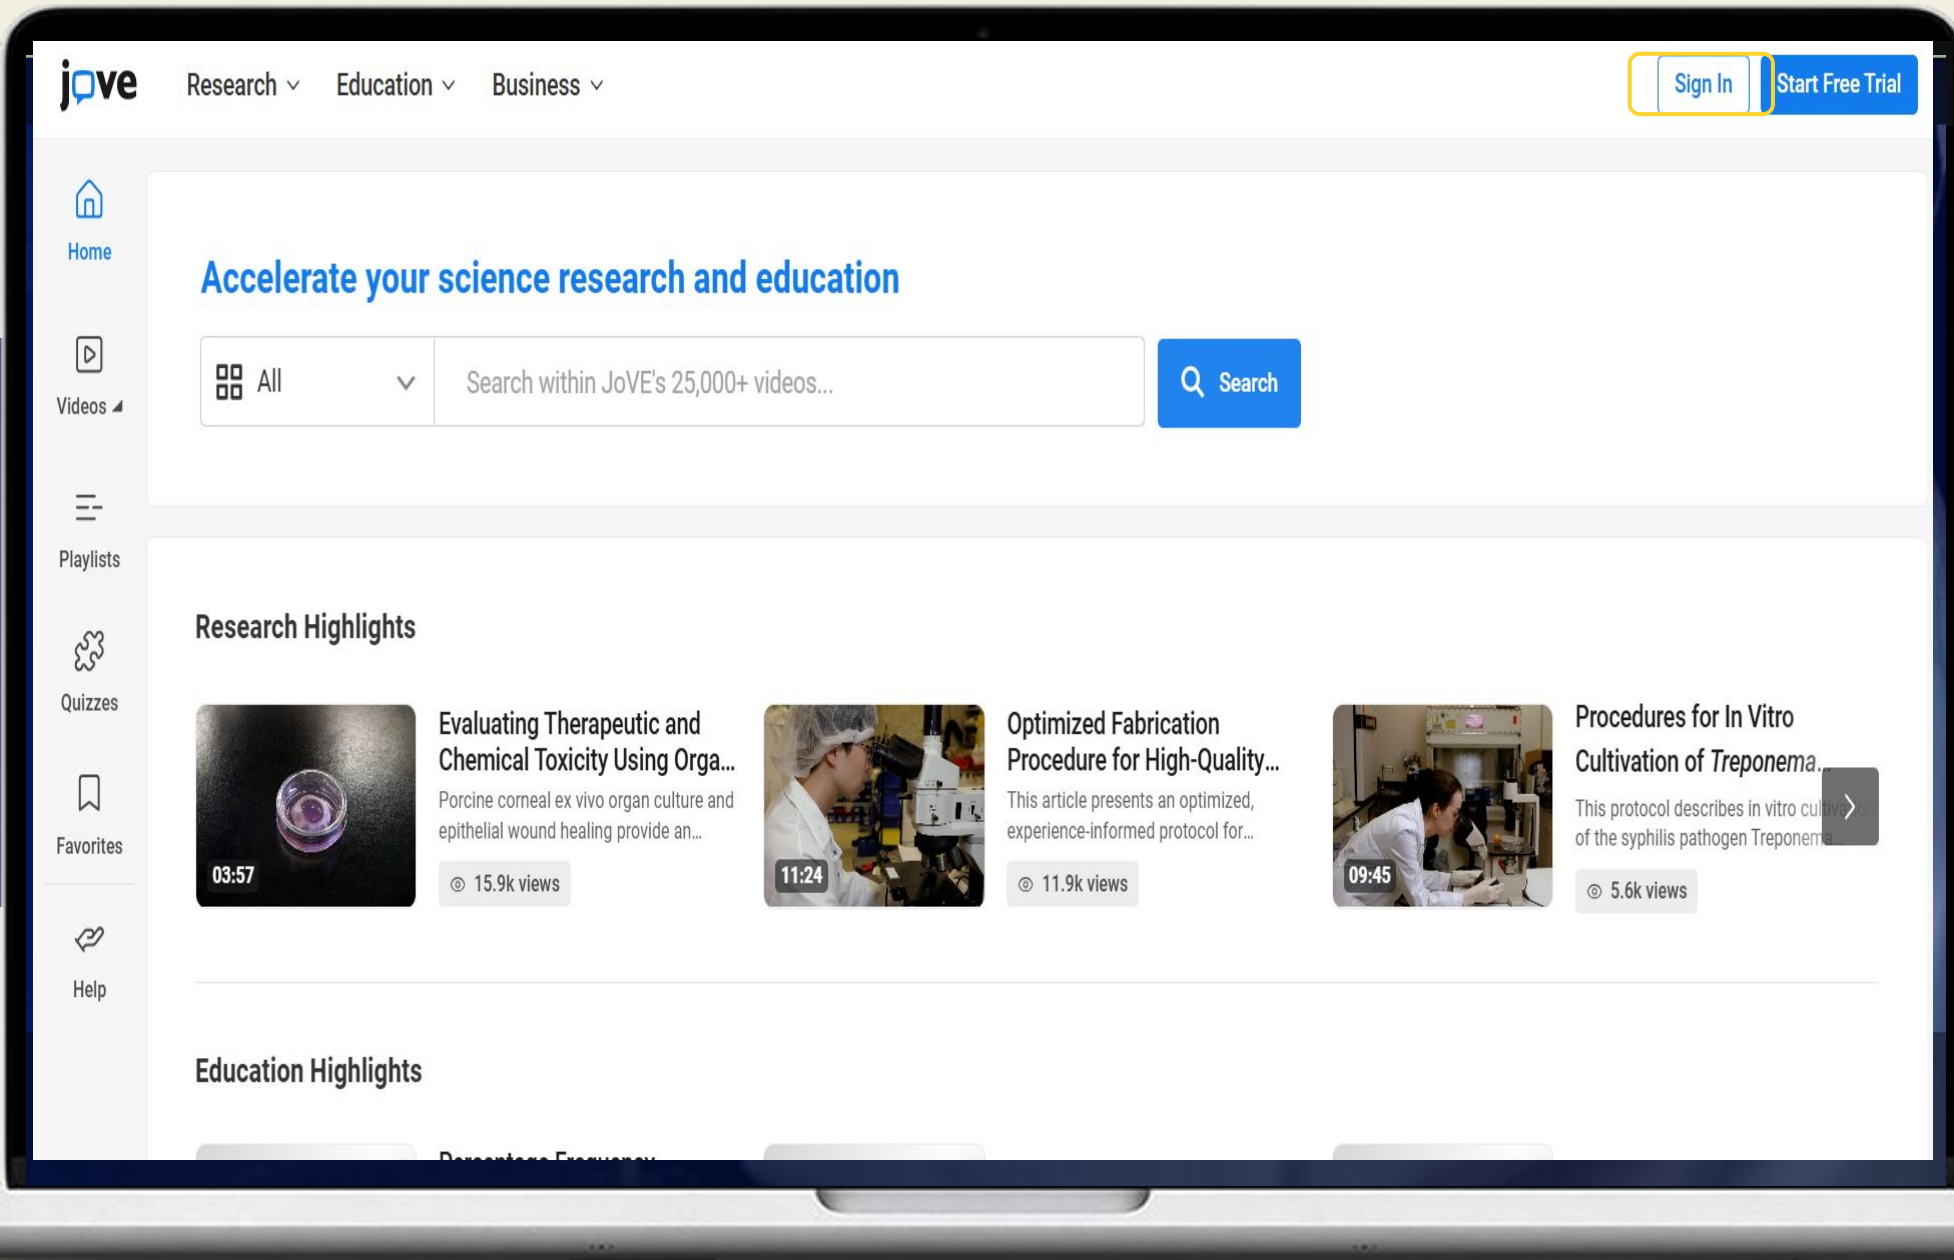 jove
Research
Education
Business
Sign In
Start Free Trial
Home
Videos
Playlists
Quizzes
Favorites
Help
Accelerate your science research and education
All
Search within JoVE's 25,000+ videos...
Search
Research Highlights
03:57
Evaluating Therapeutic and
Chemical Toxicity Using Orga...
Porcine corneal ex vivo organ culture and
epithelial wound healing provide an...
15.9k views
11:24
Optimized Fabrication
Procedure for High-Quality...
This article presents an optimized,
experience-informed protocol for...
11.9k views
09:45
Procedures for In Vitro
Cultivation of Treponema...
This protocol describes in vitro cultivation
of the syphilis pathogen Treponema...
5.6k views
Education Highlights
Percentage Frequency